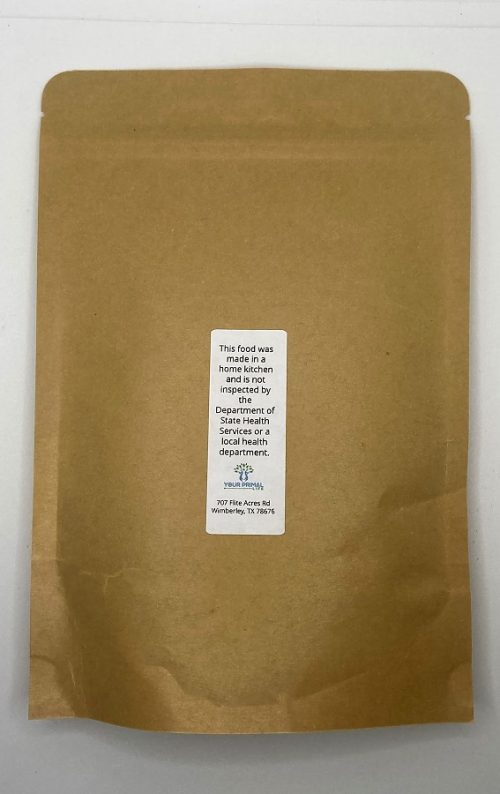 This food was
made in a
home kitchen
and is not
inspected by
the
Department of
State Health
Services or a
local health
department.
YOUR PRIMAL
LIFE
707 Flite Acres Rd
Wimberley, TX 78676